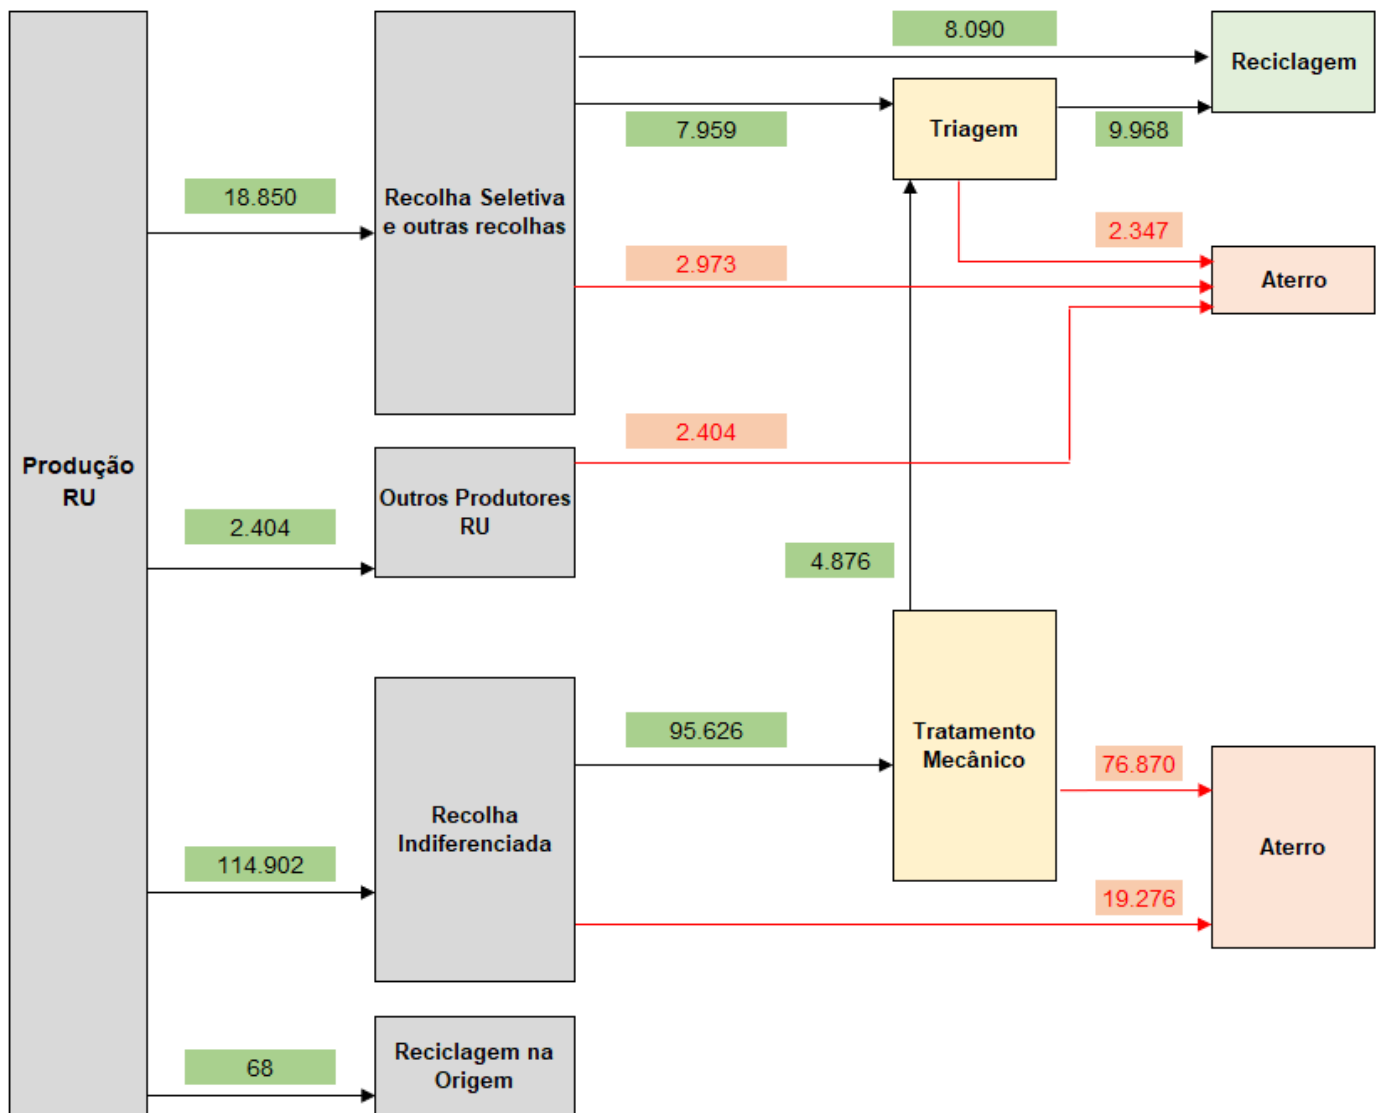 8.090
Reciclagem
7.959
Triagem
9.968
18.850
Recolha Seletiva
e outras recolhas
2.347
2.973
Aterro
2.404
Produção
RU
Outros Produtores
RU
2.404
4.876
95.626
Tratamento
Mecânico
76.870
Recolha
Indiferenciada
Aterro
114.902
19.276
Reciclagem na
Origem
68